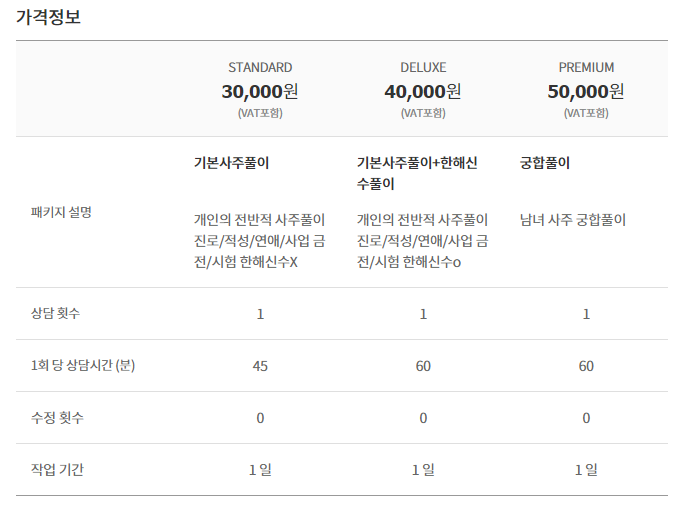 가격정보
STANDARD DELUXE PREMIUM
30,000원 40,000원 50,000원
(VAT포함) (VAT포함) (VAT포함)
패키지 설명
기본사주풀이
개인의 전반적 사주풀이
진로/적성/연애/사업 금
전/시험 한해신수X
기본사주풀이+한해신
수풀이
개인의 전반적 사주풀이
진로/적성/연애/사업 금
전/시험 한해신수o
궁합풀이
남녀 사주 궁합풀이
상담 횟수 1 1 1
1회 당 상담시간 (분) 45 60 60
수정 횟수 0 0 0
작업 기간 1 일 1 일 1 일